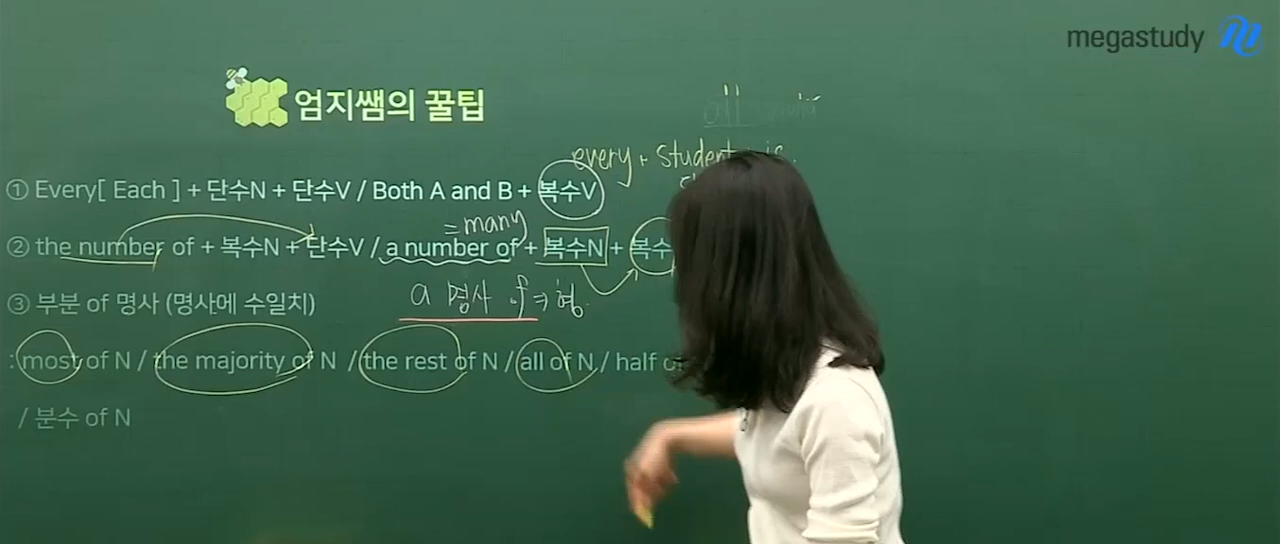 megastudy
엄지쌤의 꿀팁
all
every + student is.
① Every[ Each ] + 단수N + 단수V / Both A and B + 복수V
= many
② the number of + 복수N + 단수V / a number of + 복수N + 복수
a 명사 of ⇒ 형.
③ 부분 of 명사 (명사에 수일치)
: most of N / the majority of N / the rest of N / all of N / half of
/ 분수 of N